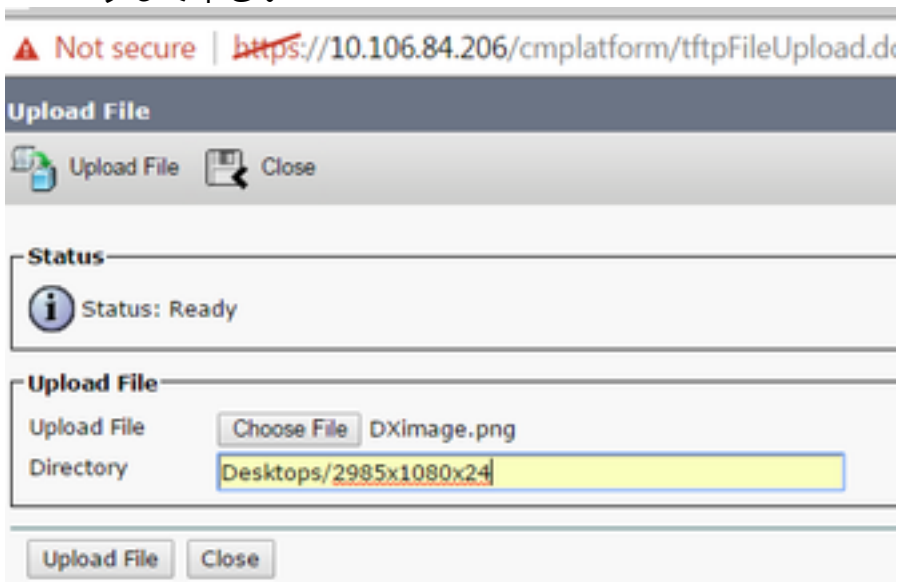 Not secure | https://10.106.84.206/cmplatform/tftpFileUpload.do
Upload File
Upload File Close
Status
Status: Ready
Upload File
Upload File Choose File DXimage.png
Directory Desktops/2985x1080x24
Upload File Close